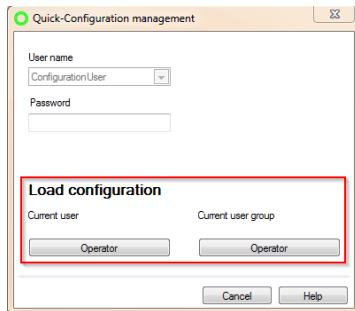 Quick-Configuration management
User name
ConfigurationUser
Password
Load configuration
Current user Current user group
Operator Operator
Cancel Help